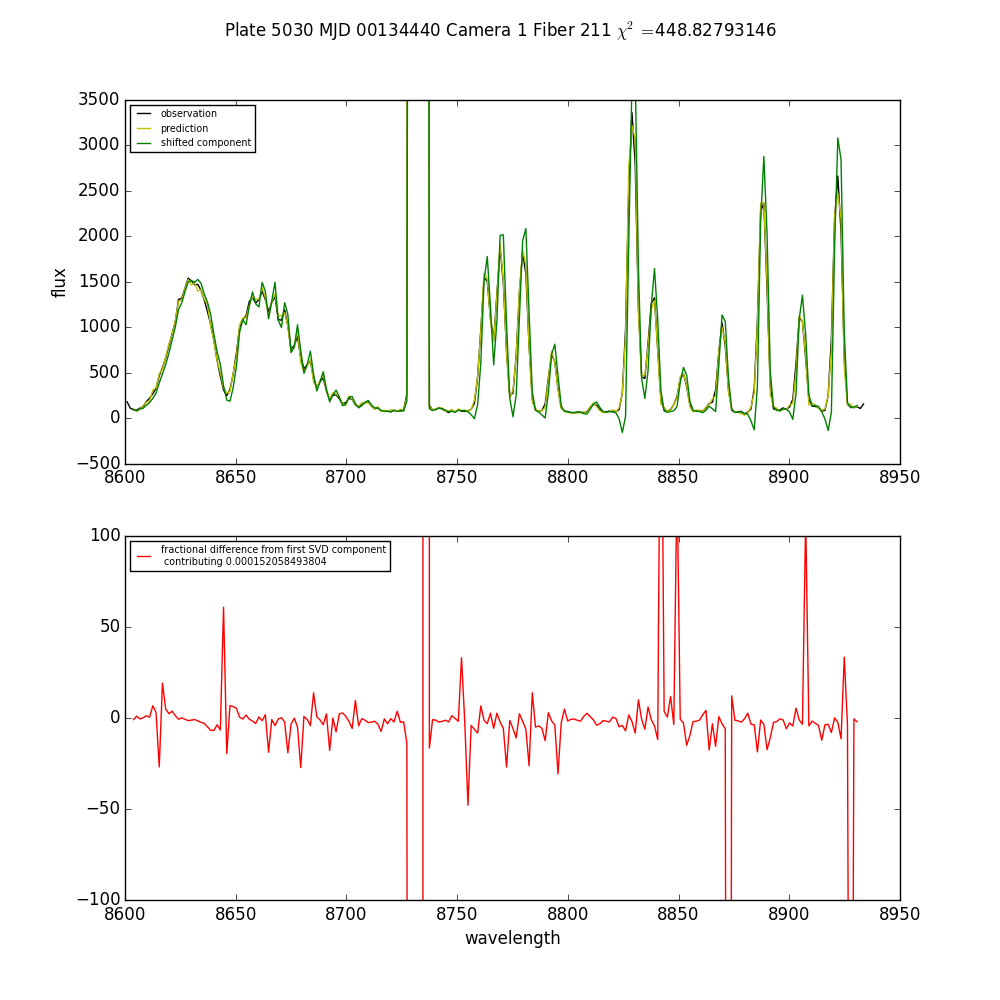 Plate 5030 MJD 00134440 Camera 1 Fiber 211 χ² =448.82793146
3500
3000
2500
2000
1500
1000
500
0
−500
flux
observation
prediction
shifted component
8600 8650 8700 8750 8800 8850 8900 8950
100
50
0
−50
−100
fractional difference from first SVD component
contributing 0.000152058493804
8600 8650 8700 8750 8800 8850 8900 8950
wavelength